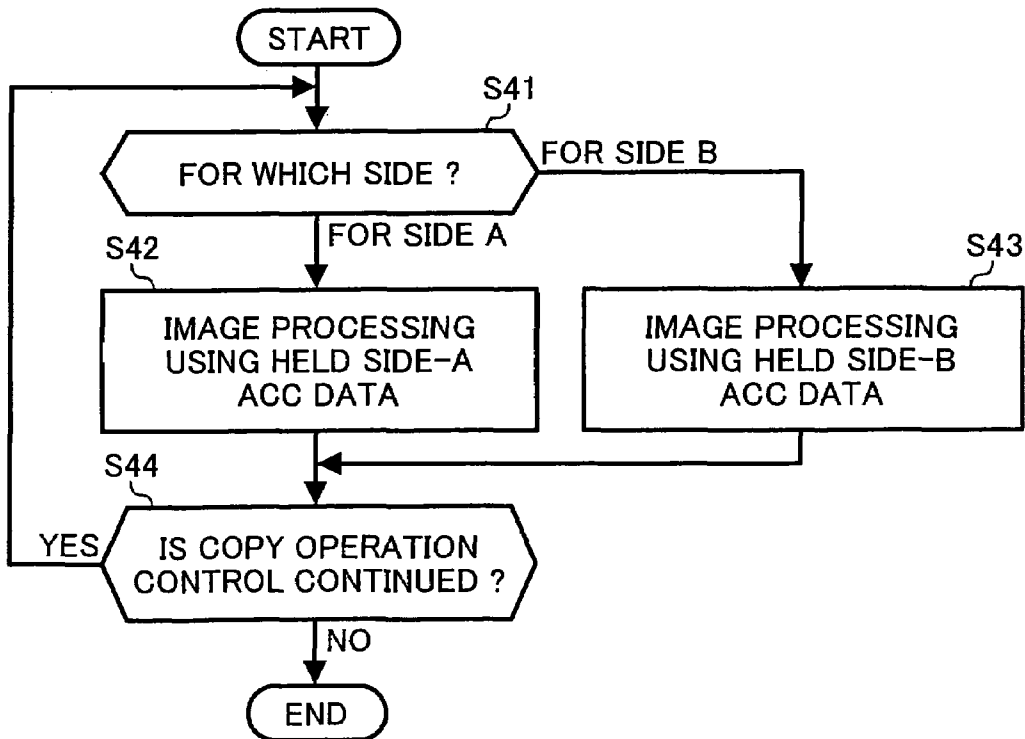 START
S41
FOR WHICH SIDE ?
FOR SIDE B
FOR SIDE A
S42
S43
IMAGE PROCESSING
USING HELD SIDE-A
ACC DATA
IMAGE PROCESSING
USING HELD SIDE-B
ACC DATA
S44
YES
IS COPY OPERATION
CONTROL CONTINUED ?
NO
END